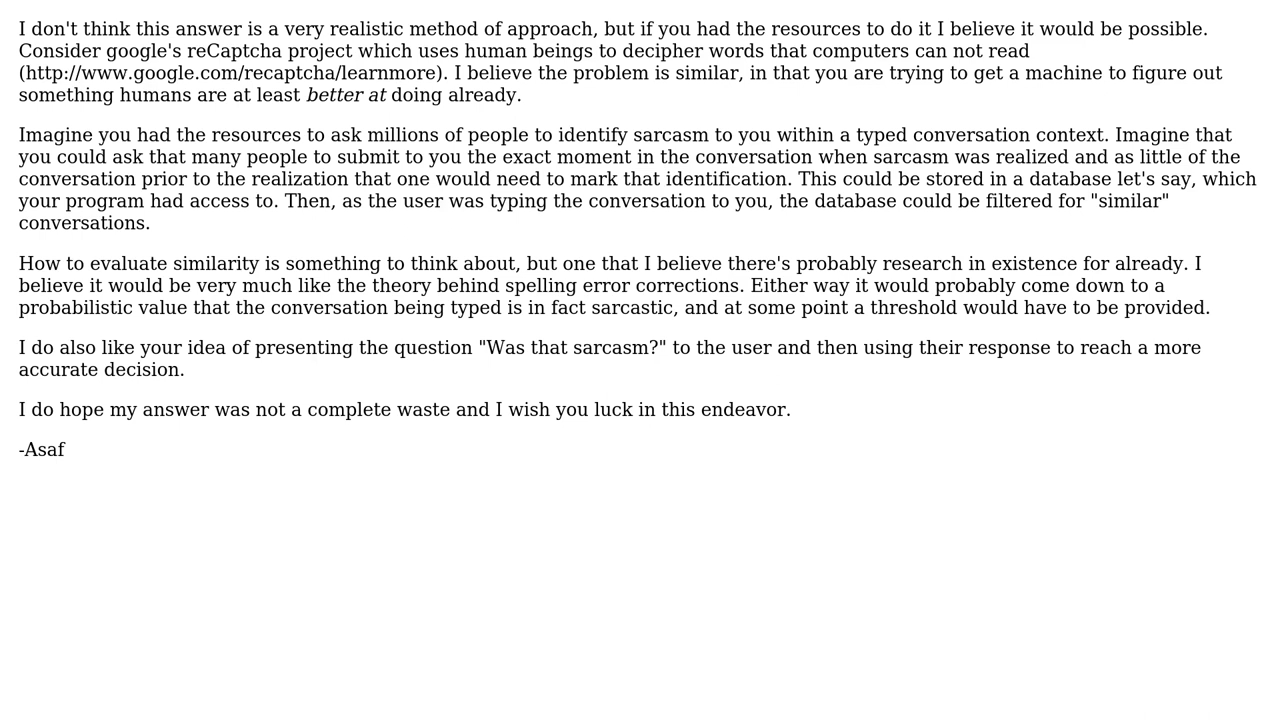 I don't think this answer is a very realistic method of approach, but if you had the resources to do it I believe it would be possible.
Consider google's reCaptcha project which uses human beings to decipher words that computers can not read
(http://www.google.com/recaptcha/learnmore). I believe the problem is similar, in that you are trying to get a machine to figure out
something humans are at least better at doing already.
Imagine you had the resources to ask millions of people to identify sarcasm to you within a typed conversation context. Imagine that
you could ask that many people to submit to you the exact moment in the conversation when sarcasm was realized and as little of the
conversation prior to the realization that one would need to mark that identification. This could be stored in a database let's say, which
your program had access to. Then, as the user was typing the conversation to you, the database could be filtered for "similar"
conversations.
How to evaluate similarity is something to think about, but one that I believe there's probably research in existence for already. I
believe it would be very much like the theory behind spelling error corrections. Either way it would probably come down to a
probabilistic value that the conversation being typed is in fact sarcastic, and at some point a threshold would have to be provided.
I do also like your idea of presenting the question "Was that sarcasm?" to the user and then using their response to reach a more
accurate decision.
I do hope my answer was not a complete waste and I wish you luck in this endeavor.
-Asaf